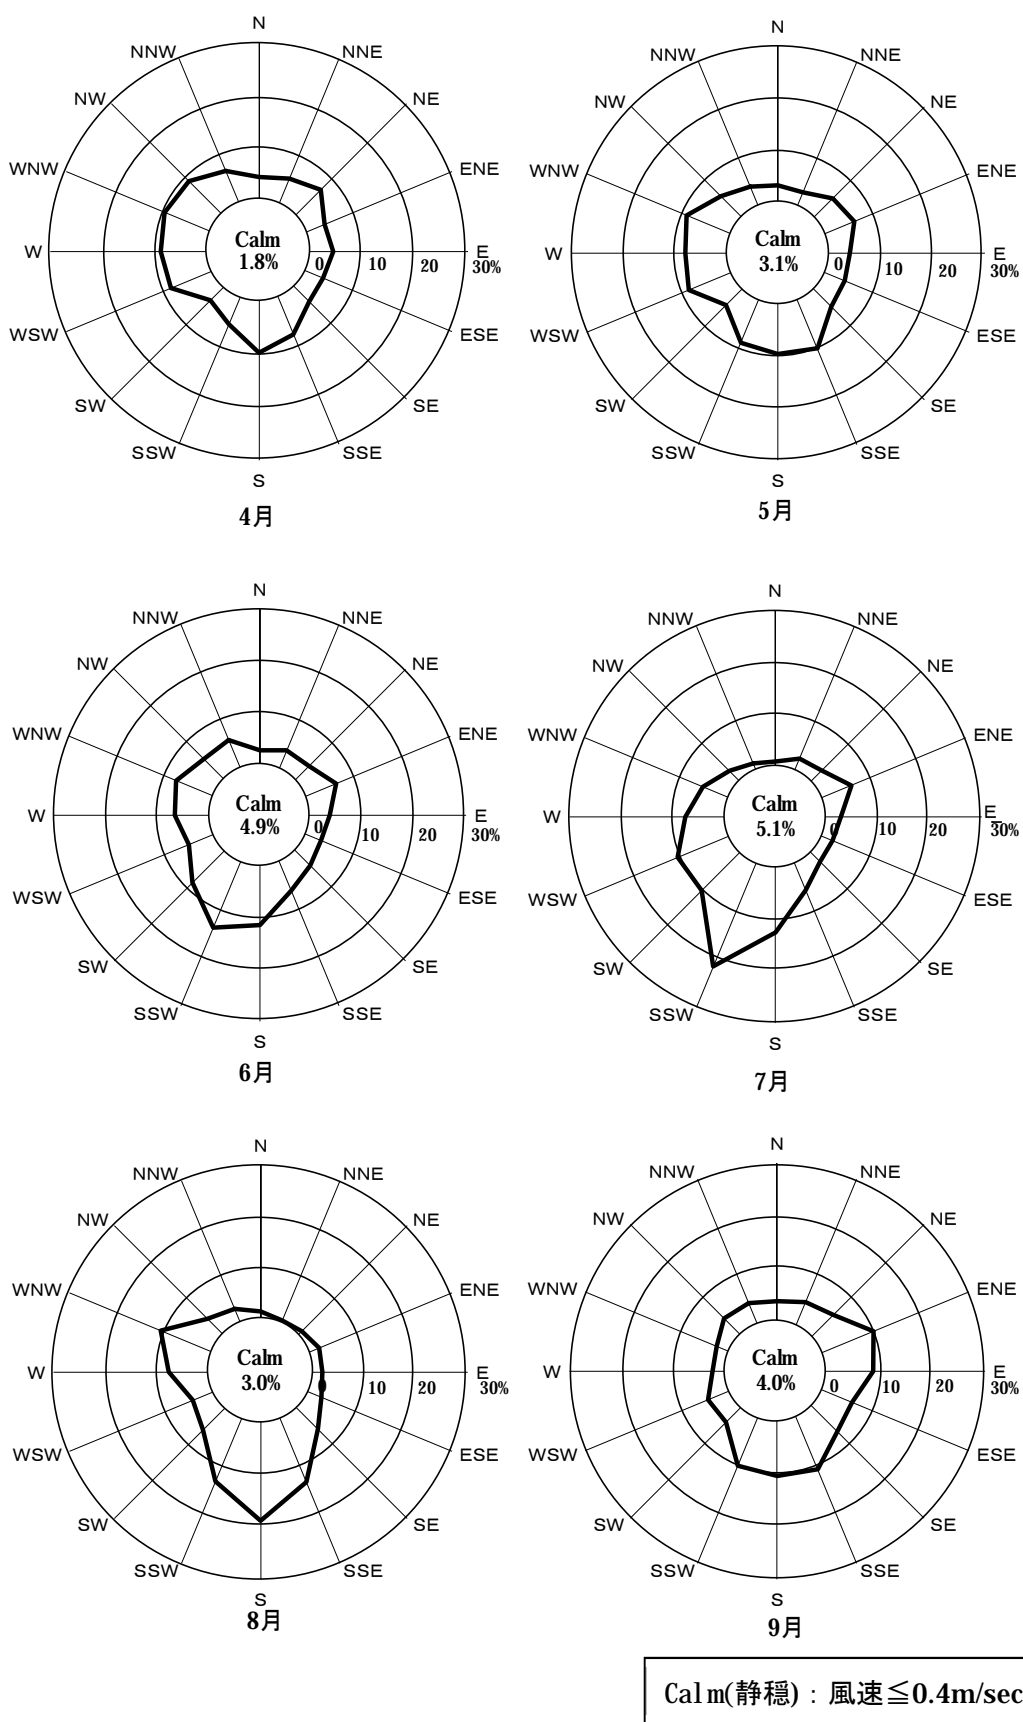 N
NNW NNE
NW NE
WNW ENE
Calm
1.8%
W 0 10 20 E
30%
WSW ESE
SW SE
SSW SSE
S
4月
N
NNW NNE
NW NE
WNW ENE
Calm
3.1%
W 0 10 20 E
30%
WSW ESE
SW SE
SSW SSE
S
5月
N
NNW NNE
NW NE
WNW ENE
Calm
4.9%
W 0 10 20 E
30%
WSW ESE
SW SE
SSW SSE
S
6月
N
NNW NNE
NW NE
WNW ENE
Calm
5.1%
W 0 10 20 E
30%
WSW ESE
SW SE
SSW SSE
S
7月
N
NNW NNE
NW NE
WNW ENE
Calm
3.0%
W 0 10 20 E
30%
WSW ESE
SW SE
SSW SSE
S
8月
N
NNW NNE
NW NE
WNW ENE
Calm
4.0%
W 0 10 20 E
30%
WSW ESE
SW SE
SSW SSE
S
9月
Calm(静穏)：風速≦0.4m/sec